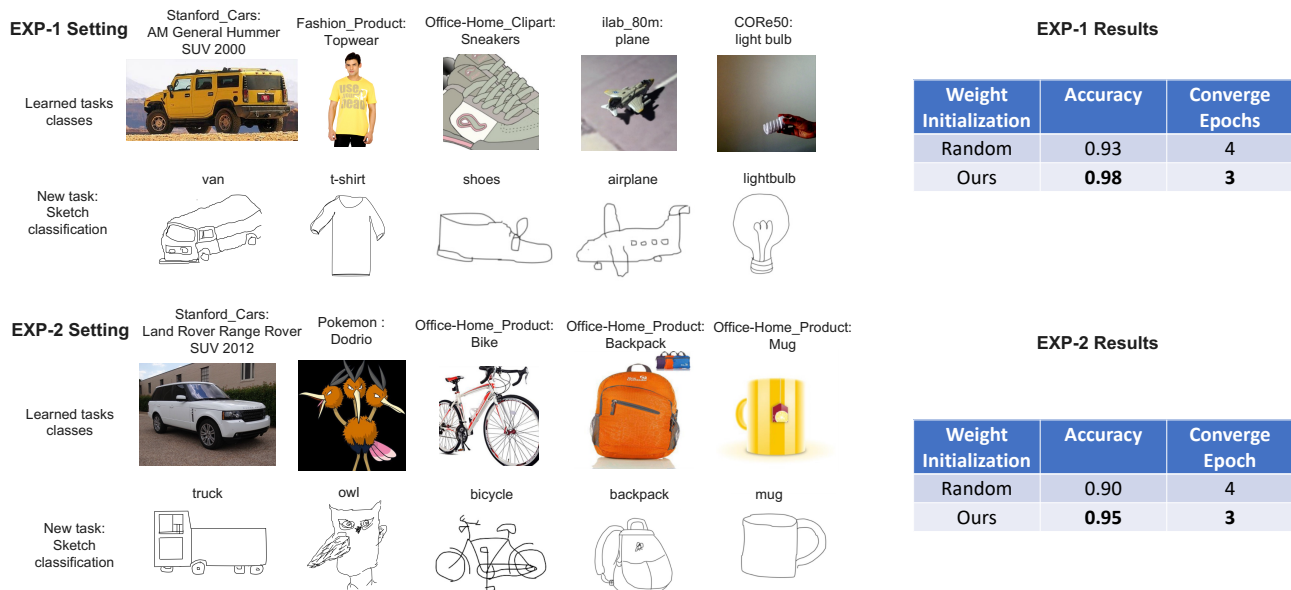 EXP-1 Setting
Stanford_Cars:
AM General Hummer
SUV 2000
Fashion_Product:
Topwear
Office-Home_Clipart:
Sneakers
ilab_80m:
plane
CORe50:
light bulb
Learned tasks
classes
use
Jead
New task:
Sketch
classification
van
t-shirt
shoes
airplane
lightbulb
EXP-1 Results
Weight
Initialization
Accuracy
Converge
Epochs
Random
0.93
4
Ours
0.98
3
EXP-2 Setting
Stanford_Cars:
Land Rover Range Rover
SUV 2012
Pokemon :
Dodrio
Office-Home_Product:
Bike
Office-Home_Product:
Backpack
Office-Home_Product:
Mug
Learned tasks
classes
New task:
Sketch
classification
truck
owl
bicycle
backpack
mug
EXP-2 Results
Weight
Initialization
Accuracy
Converge
Epoch
Random
0.90
4
Ours
0.95
3